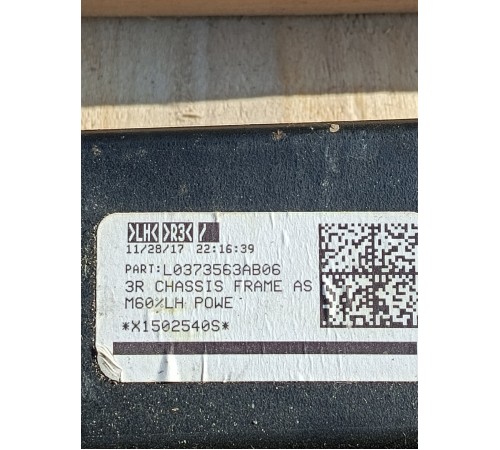 >LH< >R3< /
11/28/17 22:16:39
PART:L0373563AB06
3R CHASSIS FRAME AS
M60%LH POWE
*X1502540S*